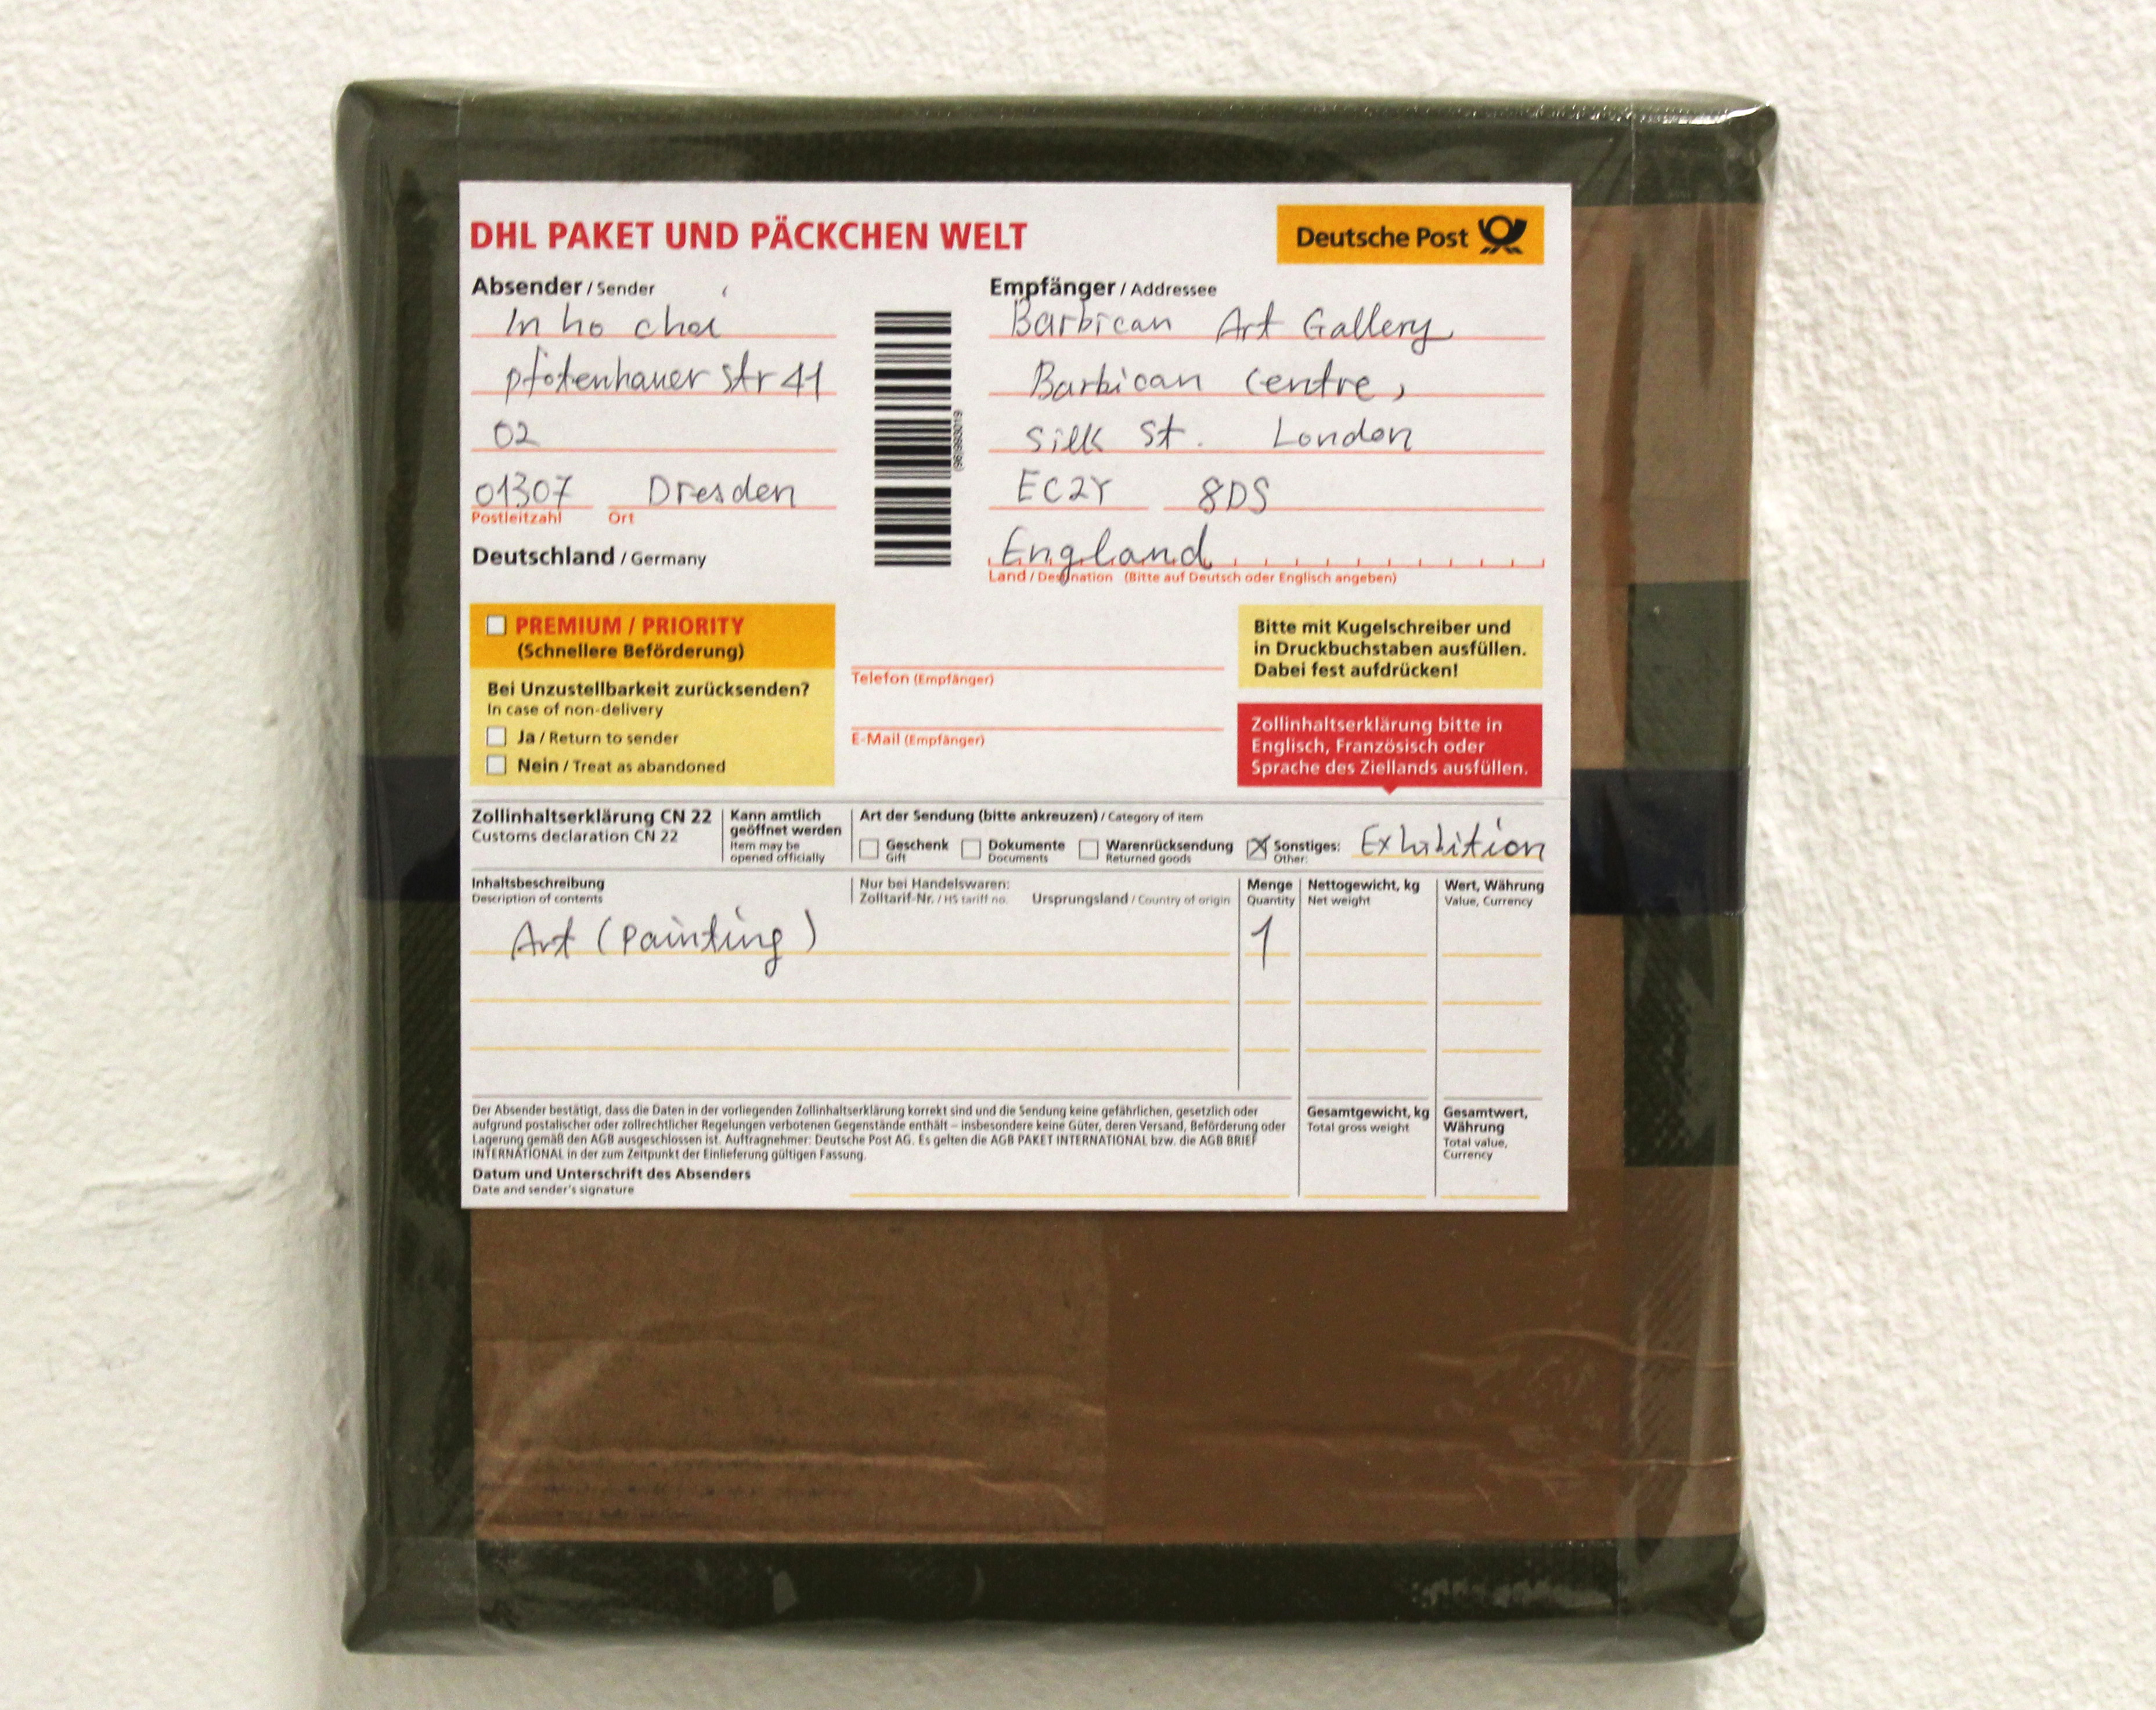 DHL PAKET UND PÄCKCHEN WELT
Deutsche Post
Absender / Sender
In ho choi
pfotenhauer str 41
02
01307 Dresden
Postleitzahl Ort
Deutschland / Germany
Empfänger / Addressee
Barbican Art Gallery
Barbican Centre,
Silk St. London
EC2Y 8DS
England
Land / Destination (Bitte auf Deutsch oder Englisch angeben)
PREMIUM / PRIORITY
(Schnellere Beförderung)
Bei Unzustellbarkeit zurücksenden?
In case of non-delivery
Ja / Return to sender
Nein / Treat as abandoned
Telefon (Empfänger)
E-Mail (Empfänger)
Bitte mit Kugelschreiber und
in Druckbuchstaben ausfüllen.
Dabei fest aufdrücken!
Zollinhaltserklärung bitte in
Englisch, Französisch oder
Sprache des Ziellands ausfüllen.
Zollinhaltserklärung CN 22
Customs declaration CN 22
Kann amtlich
geöffnet werden
Item may be
opened officially
Art der Sendung (bitte ankreuzen) / Category of item
Geschenk
Gift
Dokumente
Documents
Warenrücksendung
Returned goods
Sonstiges:
Other:
Exhibition
Inhaltsbeschreibung
Description of contents
Nur bei Handelswaren:
Zolltarif-Nr. / HS tariff no. Ursprungsland / Country of origin
Menge
Quantity
Nettogewicht, kg
Net weight
Wert, Währung
Value, Currency
Art (Painting) 1
Der Absender bestätigt, dass die Daten in der vorliegenden Zollinhaltserklärung korrekt sind und die Sendung keine gefährlichen, gesetzlich oder
aufgrund postalischer oder zollrechtlicher Regelungen verbotenen Gegenstände enthält – insbesondere keine Güter, deren Versand, Beförderung oder
Lagerung gemäß den AGB ausgeschlossen ist. Auftragnehmer: Deutsche Post AG. Es gelten die AGB PAKET INTERNATIONAL bzw. die AGB BRIEF
INTERNATIONAL in der zum Zeitpunkt der Einlieferung gültigen Fassung.
Datum und Unterschrift des Absenders
Date and sender's signature
Gesamtgewicht, kg
Total gross weight
Gesamtwert,
Währung
Total value,
Currency